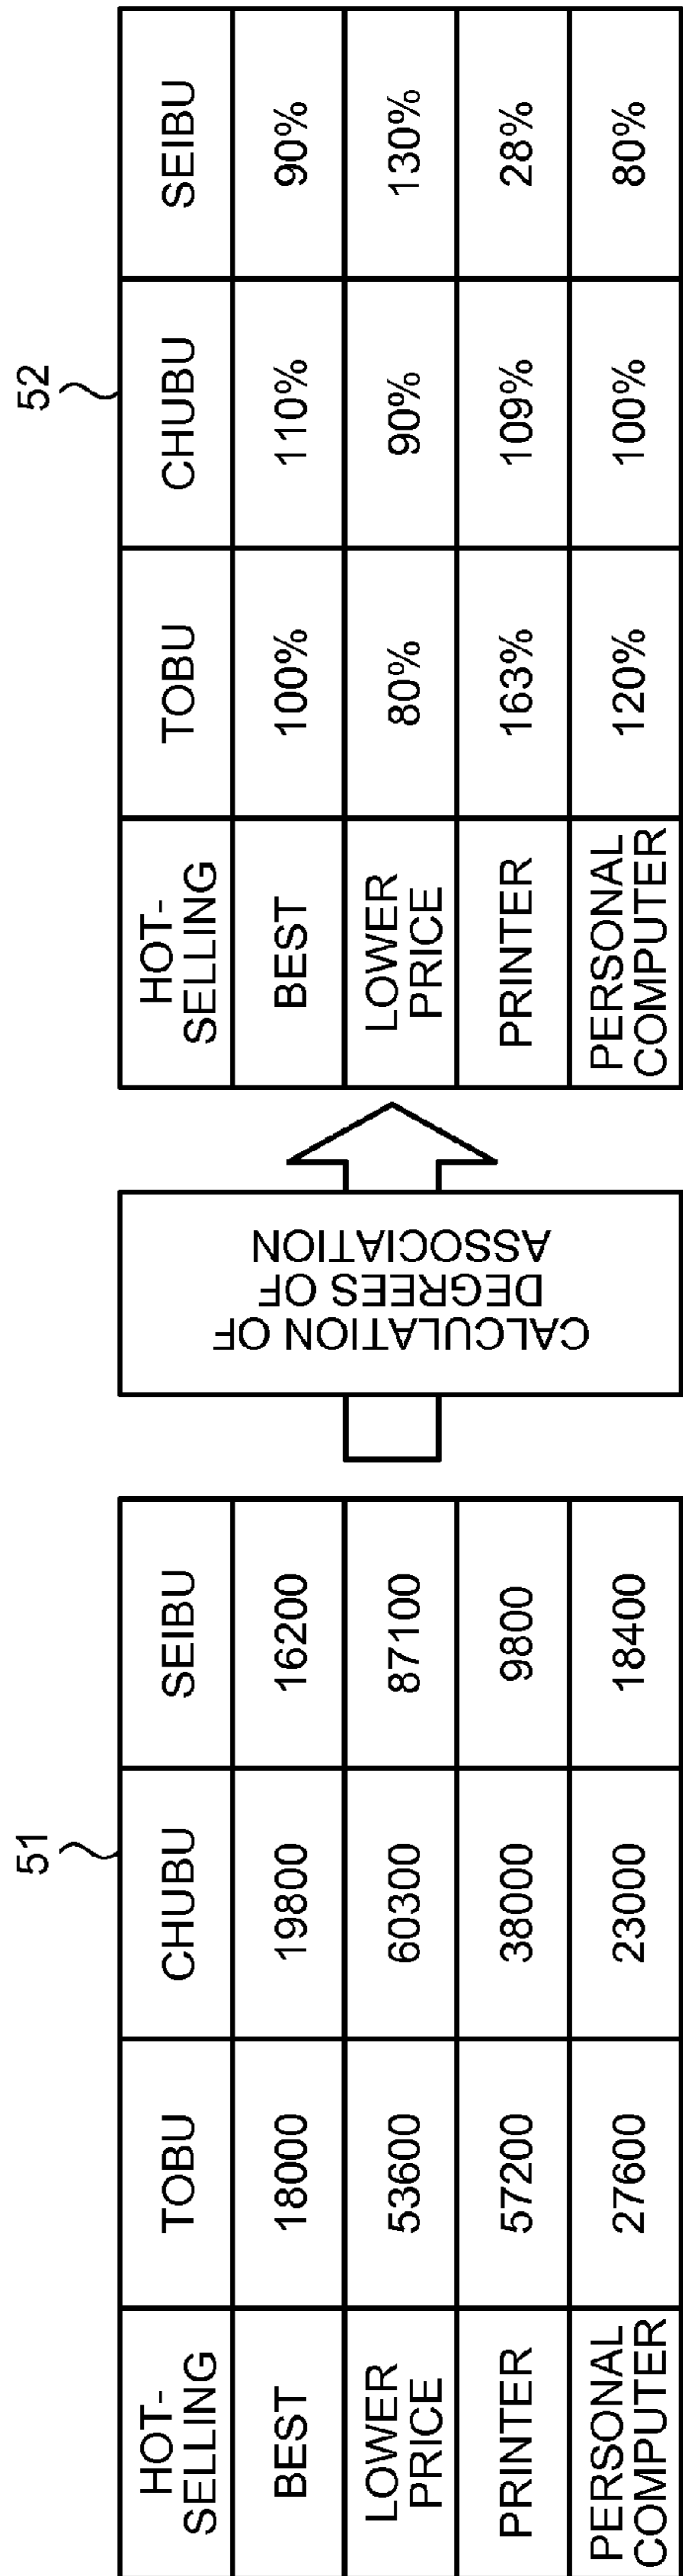 51
HOT-
SELLING
TOBU
CHUBU
SEIBU
BEST
18000
19800
16200
LOWER
PRICE
53600
60300
87100
PRINTER
57200
38000
9800
PERSONAL
COMPUTER
27600
23000
18400
CALCULATION OF
DEGREES OF
ASSOCIATION
52
HOT-
SELLING
TOBU
CHUBU
SEIBU
BEST
100%
110%
90%
LOWER
PRICE
80%
90%
130%
PRINTER
163%
109%
28%
PERSONAL
COMPUTER
120%
100%
80%